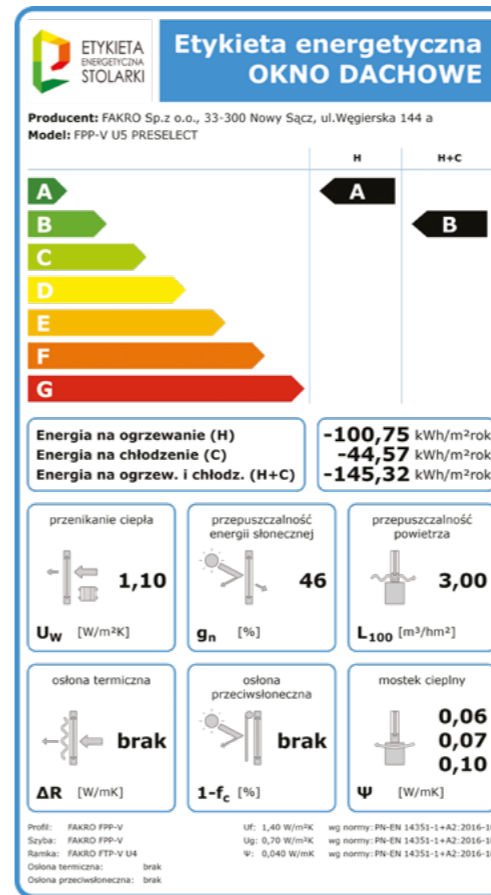 ETYKIETA
ENERGETYCZNA
STOLARKI
Etykieta energetyczna
OKNO DACHOWE
Producent: FAKRO Sp.z o.o., 33-300 Nowy Sącz, ul.Węgierska 144 a
Model: FPP-V U5 PRESELECT
H H+C
A A
B B
C
D
E
F
G
Energia na ogrzewanie (H) -100,75 kWh/m²rok
Energia na chłodzenie (C) -44,57 kWh/m²rok
Energia na ogrzew. i chłodz. (H+C) -145,32 kWh/m²rok
przenikanie ciepła
1,10
Uw [W/m²K]
przepuszczalność
energii słonecznej
46
gn [%]
przepuszczalność
powietrza
3,00
L100 [m³/hm²]
osłona termiczna
brak
ΔR [W/mK]
osłona
przeciwsłoneczna
brak
1-fc [%]
mostek cieplny
0,06
0,07
0,10
Ψ [W/mK]
Profil: FAKRO FPP-V Uf: 1,40 W/m²K wg normy: PN-EN 14351-1+A2:2016-10
Szyba: FAKRO FPP-V Ug: 0,70 W/m²K wg normy: PN-EN 14351-1+A2:2016-10
Ramka: FAKRO FTP-V U4 Ψ: 0,040 W/mK wg normy: PN-EN 14351-1+A2:2016-10
Osłona termiczna: brak
Osłona przeciwsłoneczna: brak